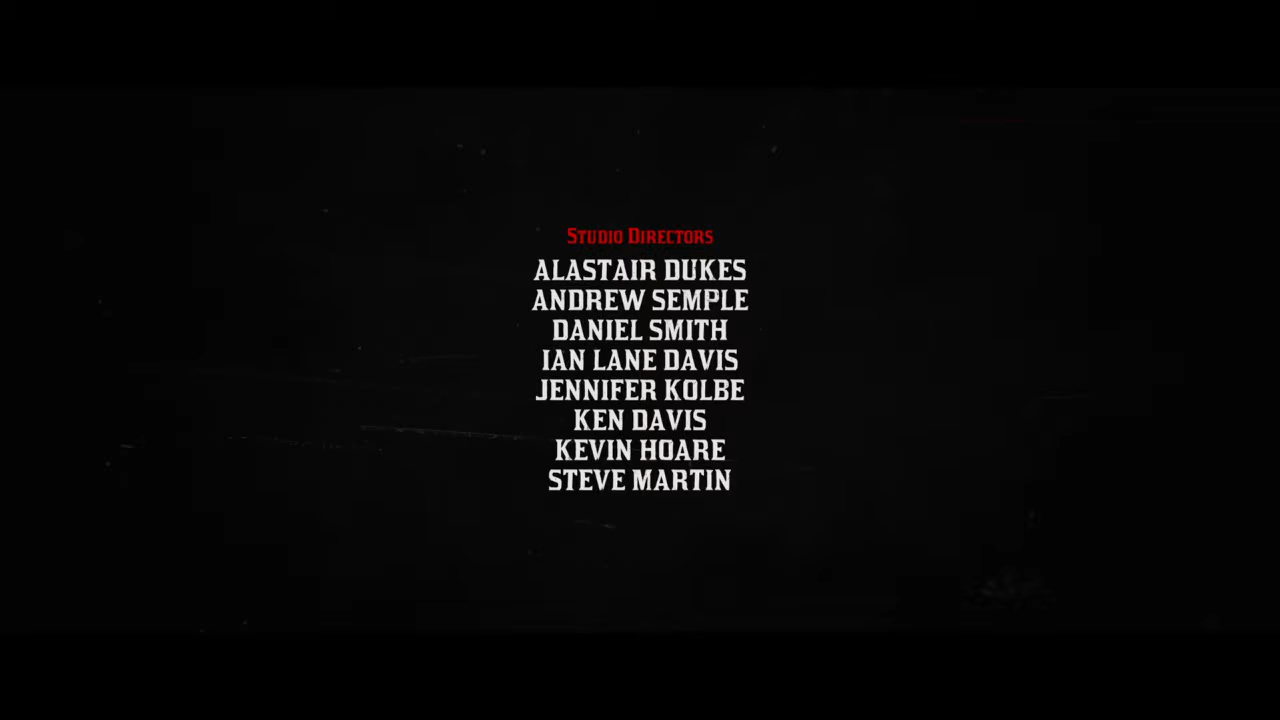 Studio Directors
ALASTAIR DUKES
ANDREW SEMPLE
DANIEL SMITH
IAN LANE DAVIS
JENNIFER KOLBE
KEN DAVIS
KEVIN HOARE
STEVE MARTIN